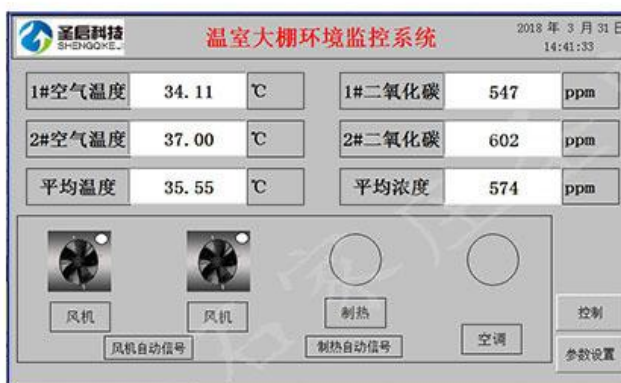 圣启科技
SHENGQKEJ
温室大棚环境监控系统
2018 年 3 月 31 日
14:41:33
1#空气温度 34.11 ℃ 1#二氧化碳 547 ppm
2#空气温度 37.00 ℃ 2#二氧化碳 602 ppm
平均温度 35.55 ℃ 平均浓度 574 ppm
风机 风机 制热 空调 控制
风机自动信号 制热自动信号 参数设置